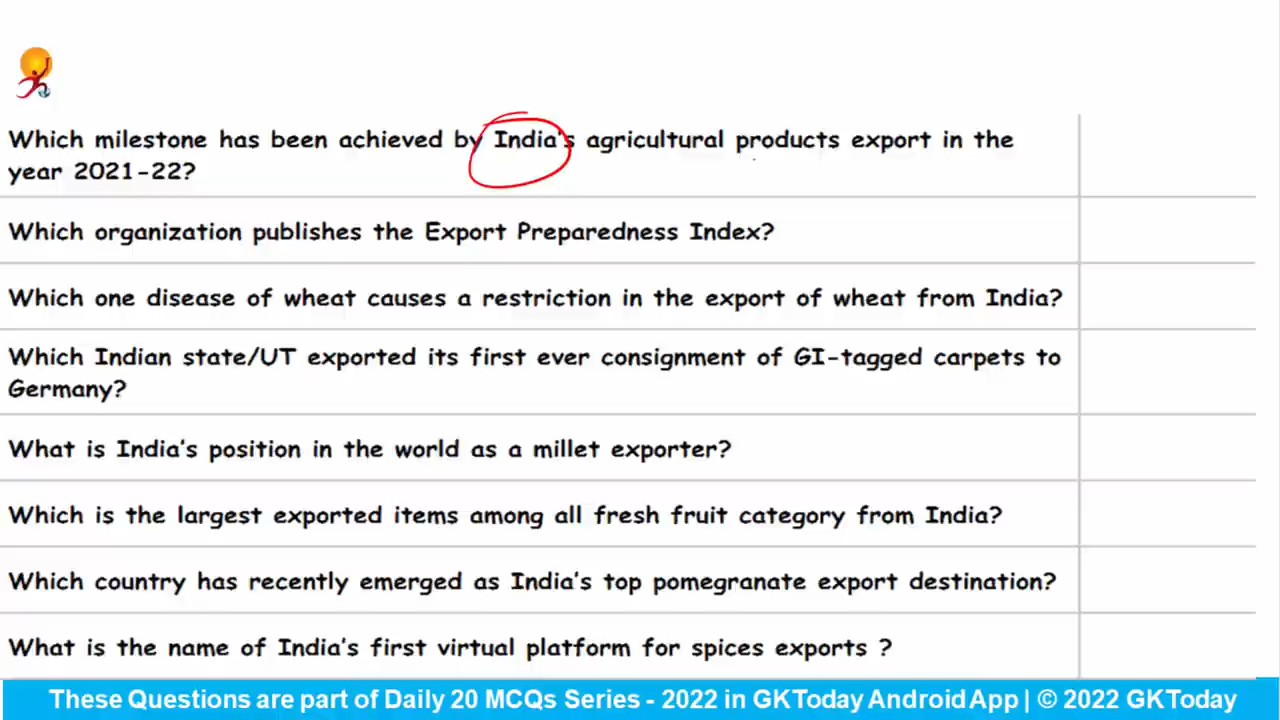 Which milestone has been achieved by India's agricultural products export in the
year 2021-22?
Which organization publishes the Export Preparedness Index?
Which one disease of wheat causes a restriction in the export of wheat from India?
Which Indian state/UT exported its first ever consignment of GI-tagged carpets to
Germany?
What is India's position in the world as a millet exporter?
Which is the largest exported items among all fresh fruit category from India?
Which country has recently emerged as India's top pomegranate export destination?
What is the name of India's first virtual platform for spices exports ?
These Questions are part of Daily 20 MCQs Series - 2022 in GKToday Android App | © 2022 GKToday